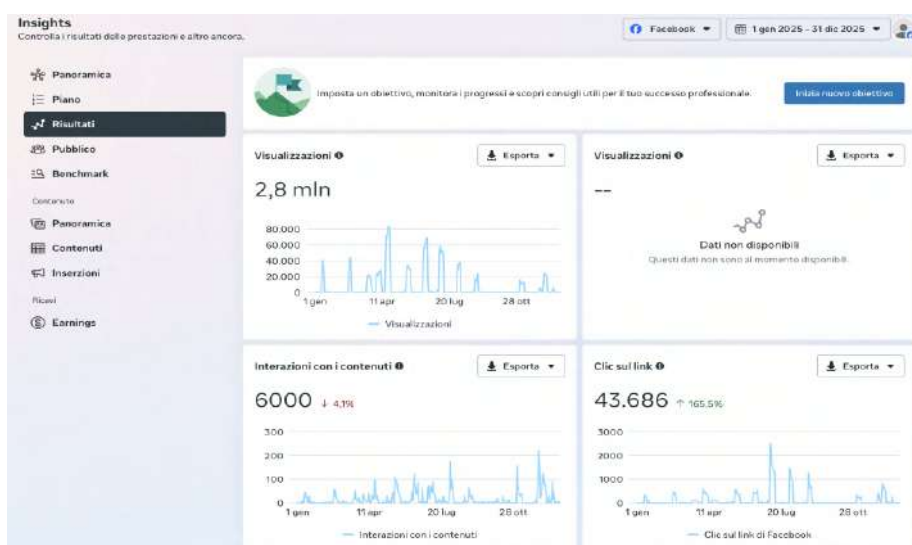 Insights
Controlla i risultati delle prestazioni e altro ancora.
Facebook
1 gen 2025 - 31 dic 2025
Panoramica
Piano
Risultati
Pubblico
Benchmark
Contenuto
Panoramica
Contenuti
Inserzioni
Ricavi
Earnings
Imposta un obiettivo, monitora i progressi e scopri consigli utili per il tuo successo professionale.
Inizia nuovo obiettivo
Visualizzazioni
Esporta
2,8 mln
80.000
60.000
40.000
20.000
0
1 gen 11 apr 20 lug 28 ott
Visualizzazioni
Visualizzazioni
Esporta
--
Dati non disponibili
Questi dati non sono al momento disponibili.
Interazioni con i contenuti
Esporta
6000 ↓ 4,1%
300
200
100
0
1 gen 11 apr 20 lug 28 ott
Interazioni con i contenuti
Clic sul link
Esporta
43.686 ↑ 165,5%
3000
2000
1000
0
1 gen 11 apr 20 lug 28 ott
Clic sul link di Facebook